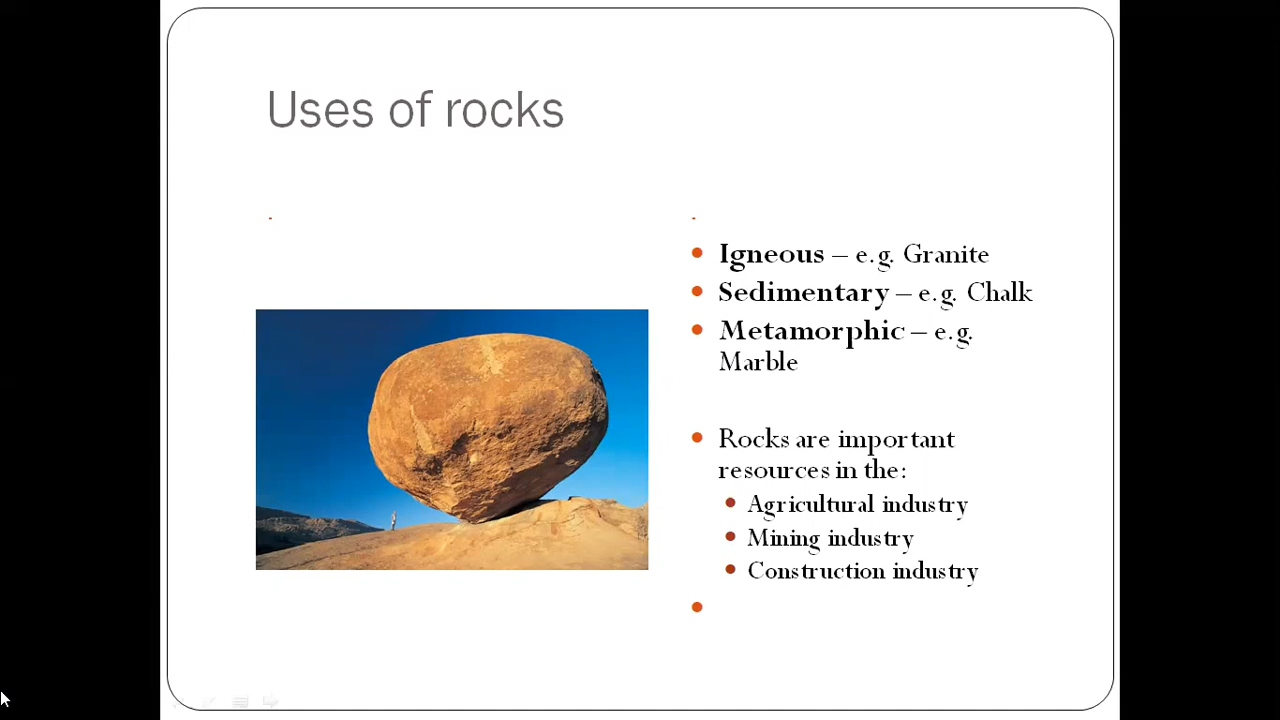 Uses of rocks
Igneous – e.g. Granite
Sedimentary – e.g. Chalk
Metamorphic – e.g.
Marble
Rocks are important
resources in the:
Agricultural industry
Mining industry
Construction industry